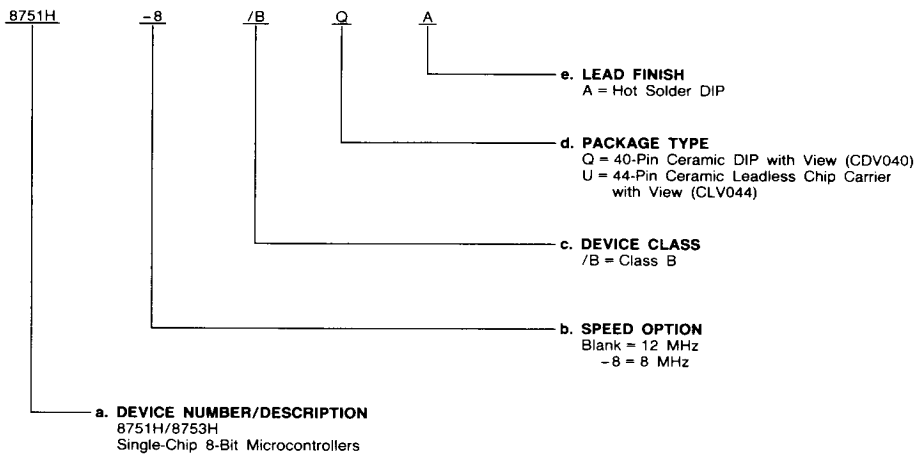 8751H -8 /B Q A
e. LEAD FINISH
A = Hot Solder DIP
d. PACKAGE TYPE
Q = 40-Pin Ceramic DIP with View (CDV040)
U = 44-Pin Ceramic Leadless Chip Carrier
with View (CLV044)
c. DEVICE CLASS
/B = Class B
b. SPEED OPTION
Blank = 12 MHz
-8 = 8 MHz
a. DEVICE NUMBER/DESCRIPTION
8751H/8753H
Single-Chip 8-Bit Microcontrollers